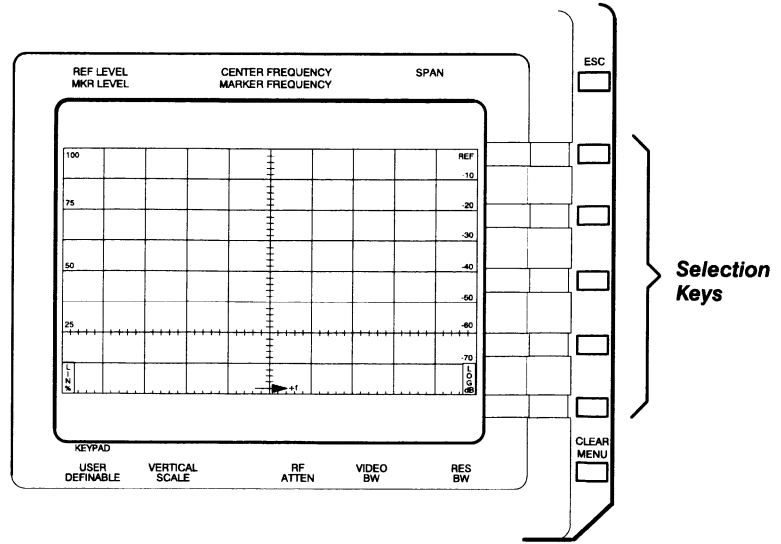 ESC
REF LEVEL
MKR LEVEL
CENTER FREQUENCY
MARKER FREQUENCY
SPAN
100
REF
-10
75
-20
-30
50
-40
-50
25
-60
-70
LIN %
LOG dB
+f
Selection
Keys
CLEAR
MENU
KEYPAD
USER
DEFINABLE
VERTICAL
SCALE
RF
ATTEN
VIDEO
BW
RES
BW